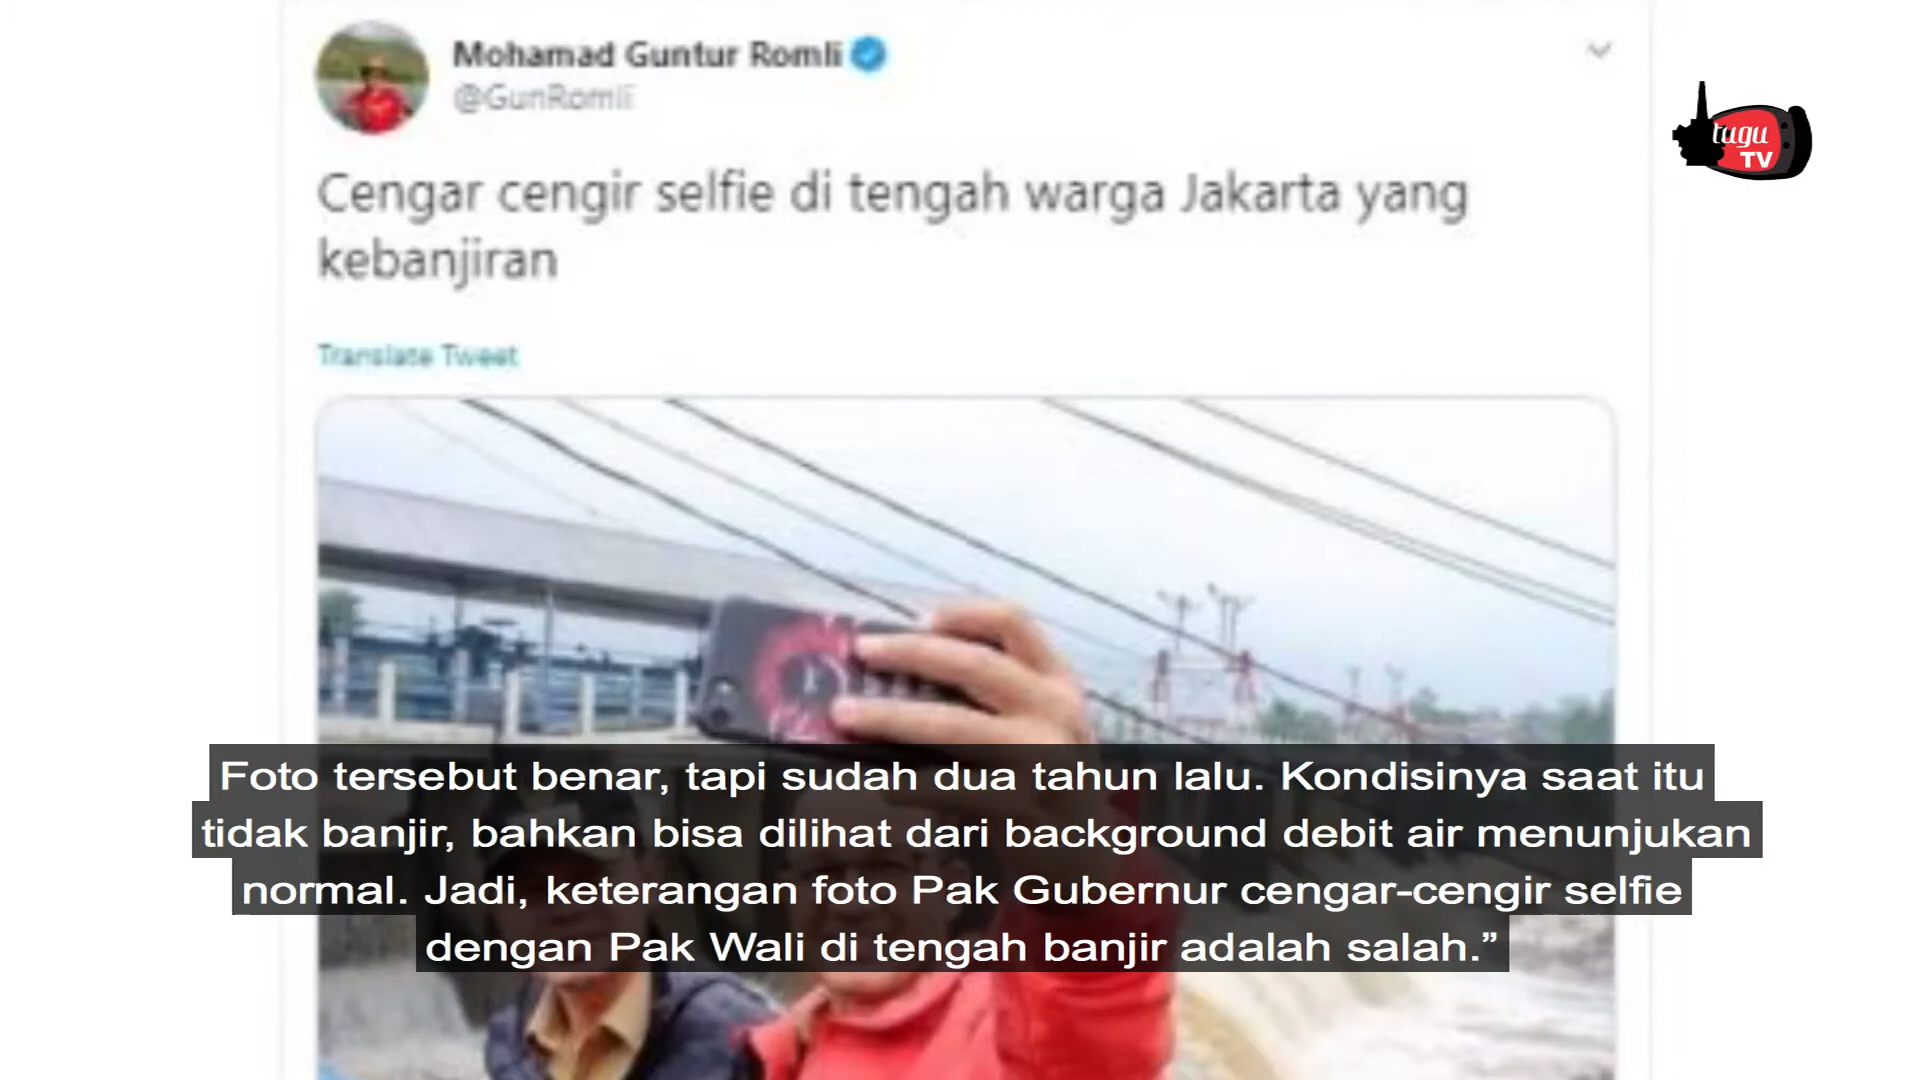 Mohamad Guntur Romli
@GunRomli
tugu
TV
Cengar cengir selfie di tengah warga Jakarta yang
kebanjiran
Translate Tweet
Foto tersebut benar, tapi sudah dua tahun lalu. Kondisinya saat itu
tidak banjir, bahkan bisa dilihat dari background debit air menunjukan
normal. Jadi, keterangan foto Pak Gubernur cengar-cengir selfie
dengan Pak Wali di tengah banjir adalah salah.”